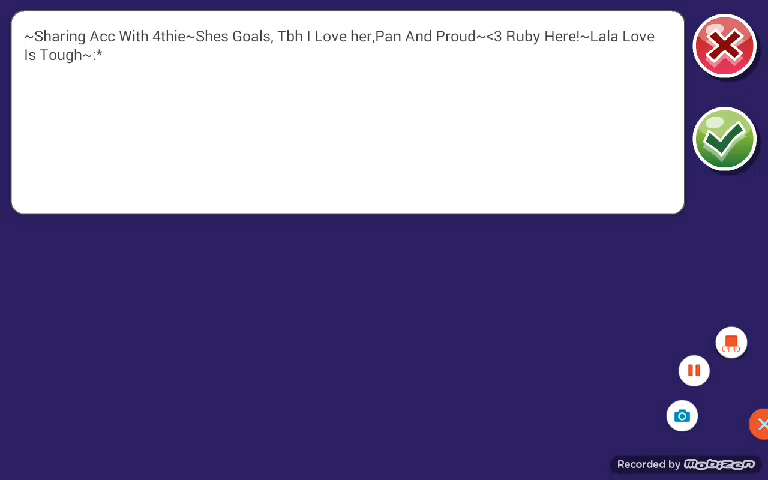 ~Sharing Acc With 4thie~Shes Goals, Tbh I Love her,Pan And Proud~<3 Ruby Here!~Lala Love
Is Tough~:*
Recorded by Mobizen